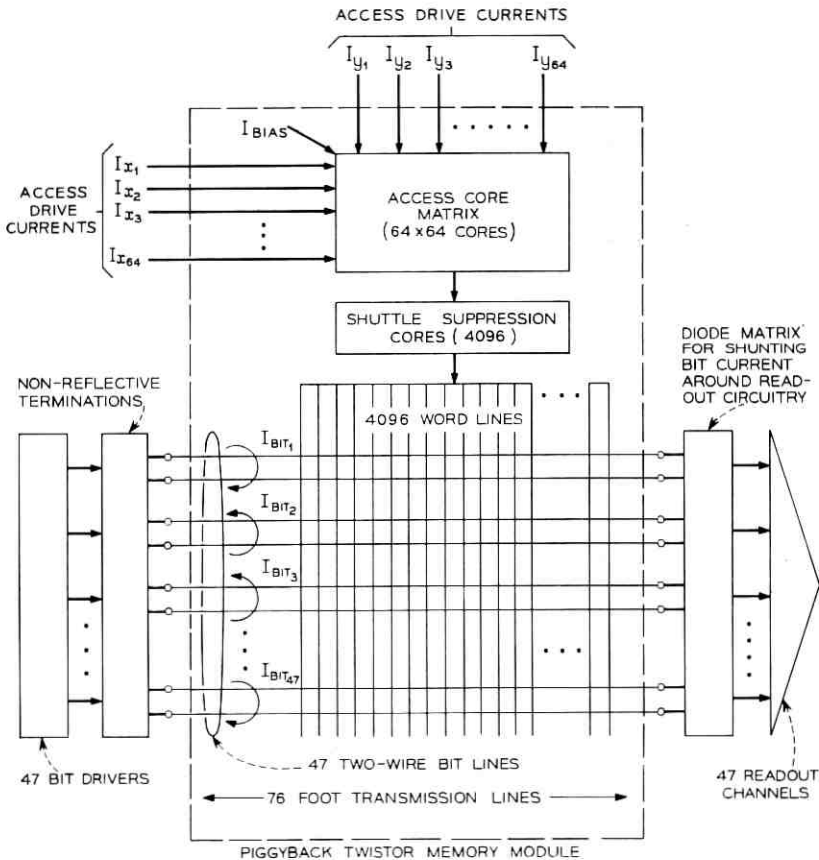 ACCESS DRIVE CURRENTS
Iy1 Iy2 Iy3 Iy64
IBIAS
Ix1
Ix2
Ix3
Ix64
ACCESS
DRIVE
CURRENTS
ACCESS CORE
MATRIX
(64×64 CORES)
SHUTTLE SUPPRESSION
CORES (4096)
DIODE MATRIX
FOR SHUNTING
BIT CURRENT
AROUND READ-
OUT CIRCUITRY
NON-REFLECTIVE
TERMINATIONS
4096 WORD LINES
IBIT1
IBIT2
IBIT3
IBIT47
47 BIT DRIVERS
47 TWO-WIRE BIT LINES
47 READOUT
CHANNELS
76 FOOT TRANSMISSION LINES
PIGGYBACK TWISTOR MEMORY MODULE